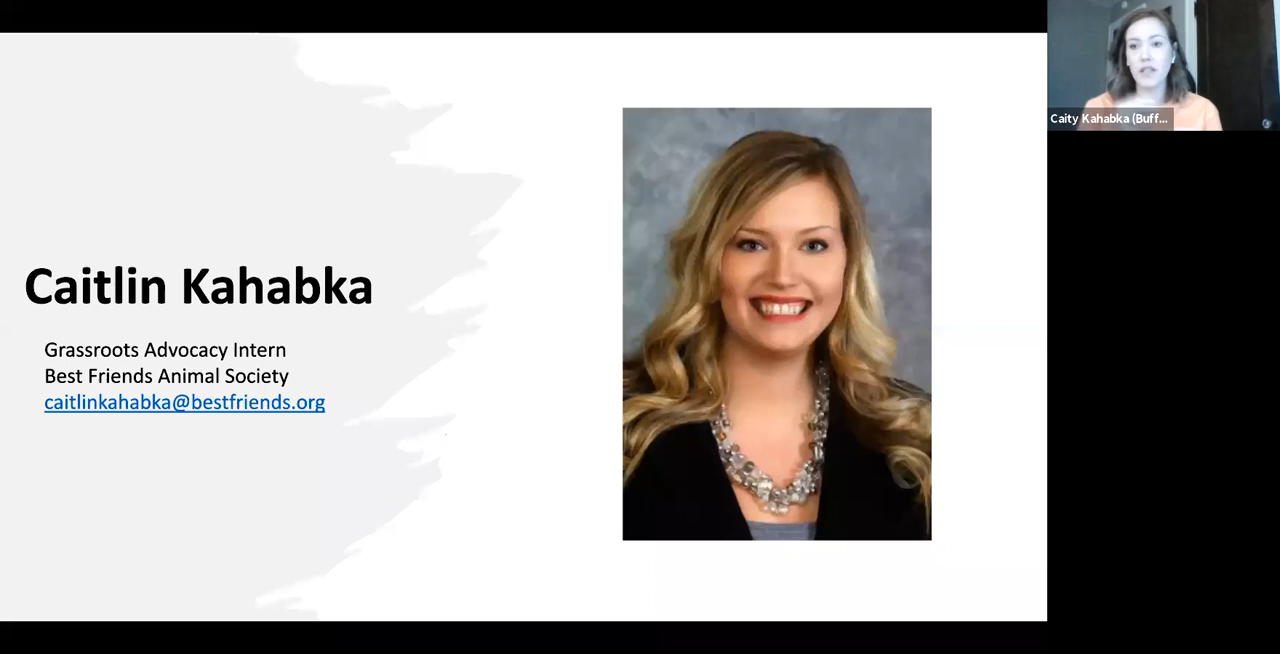 Caitlin Kahabka
Grassroots Advocacy Intern
Best Friends Animal Society
caitlinkahabka@bestfriends.org
Caity Kahabka (Buff...